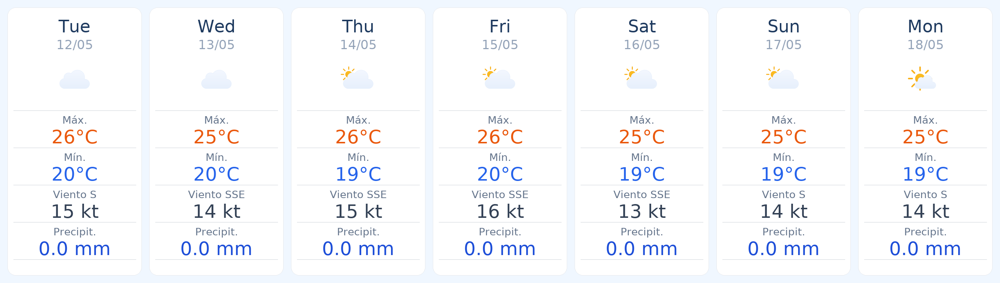 Tue
12/05
Máx.
26°C
Mín.
20°C
Viento S
15 kt
Precipit.
0.0 mm
Wed
13/05
Máx.
25°C
Mín.
20°C
Viento SSE
14 kt
Precipit.
0.0 mm
Thu
14/05
Máx.
26°C
Mín.
19°C
Viento SSE
15 kt
Precipit.
0.0 mm
Fri
15/05
Máx.
26°C
Mín.
20°C
Viento SSE
16 kt
Precipit.
0.0 mm
Sat
16/05
Máx.
25°C
Mín.
19°C
Viento SSE
13 kt
Precipit.
0.0 mm
Sun
17/05
Máx.
25°C
Mín.
19°C
Viento S
14 kt
Precipit.
0.0 mm
Mon
18/05
Máx.
25°C
Mín.
19°C
Viento S
14 kt
Precipit.
0.0 mm